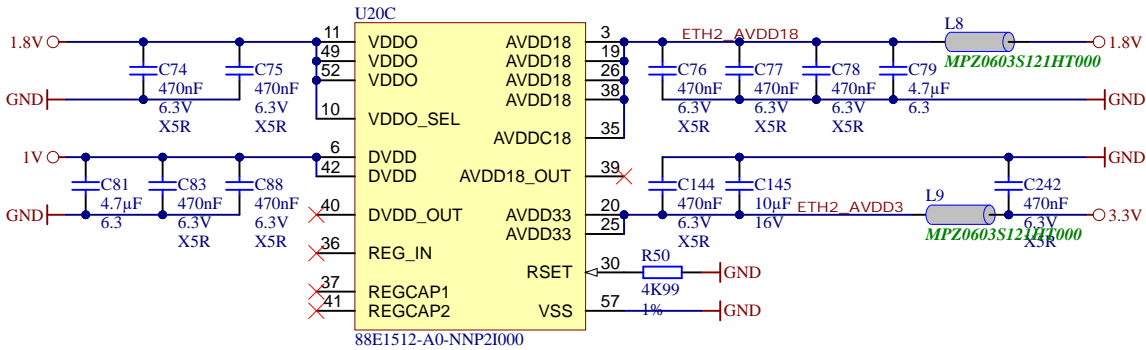 U20C
1.8V
11
VDDO
49
VDDO
52
VDDO
10
VDDO_SEL
C74
470nF
6.3V
X5R
C75
470nF
6.3V
X5R
GND
1V
6
DVDD
42
DVDD
C81
4.7µF
6.3
C83
470nF
6.3V
X5R
C88
470nF
6.3V
X5R
GND
40
DVDD_OUT
36
REG_IN
37
REGCAP1
41
REGCAP2
AVDD18
3
AVDD18
19
AVDD18
26
AVDD18
38
AVDDC18
35
AVDD18_OUT
39
AVDD33
20
AVDD33
25
RSET
30
VSS
57
ETH2_AVDD18
L8
MPZ0603S121HT000
1.8V
C76
470nF
6.3V
X5R
C77
470nF
6.3V
X5R
C78
470nF
6.3V
X5R
C79
4.7µF
6.3
GND
GND
C144
470nF
6.3V
X5R
C145
10µF
16V
ETH2_AVDD3
L9
MPZ0603S121HT000
C242
470nF
6.3V
X5R
3.3V
R50
4K99
1%
GND
GND
88E1512-A0-NNP2I000